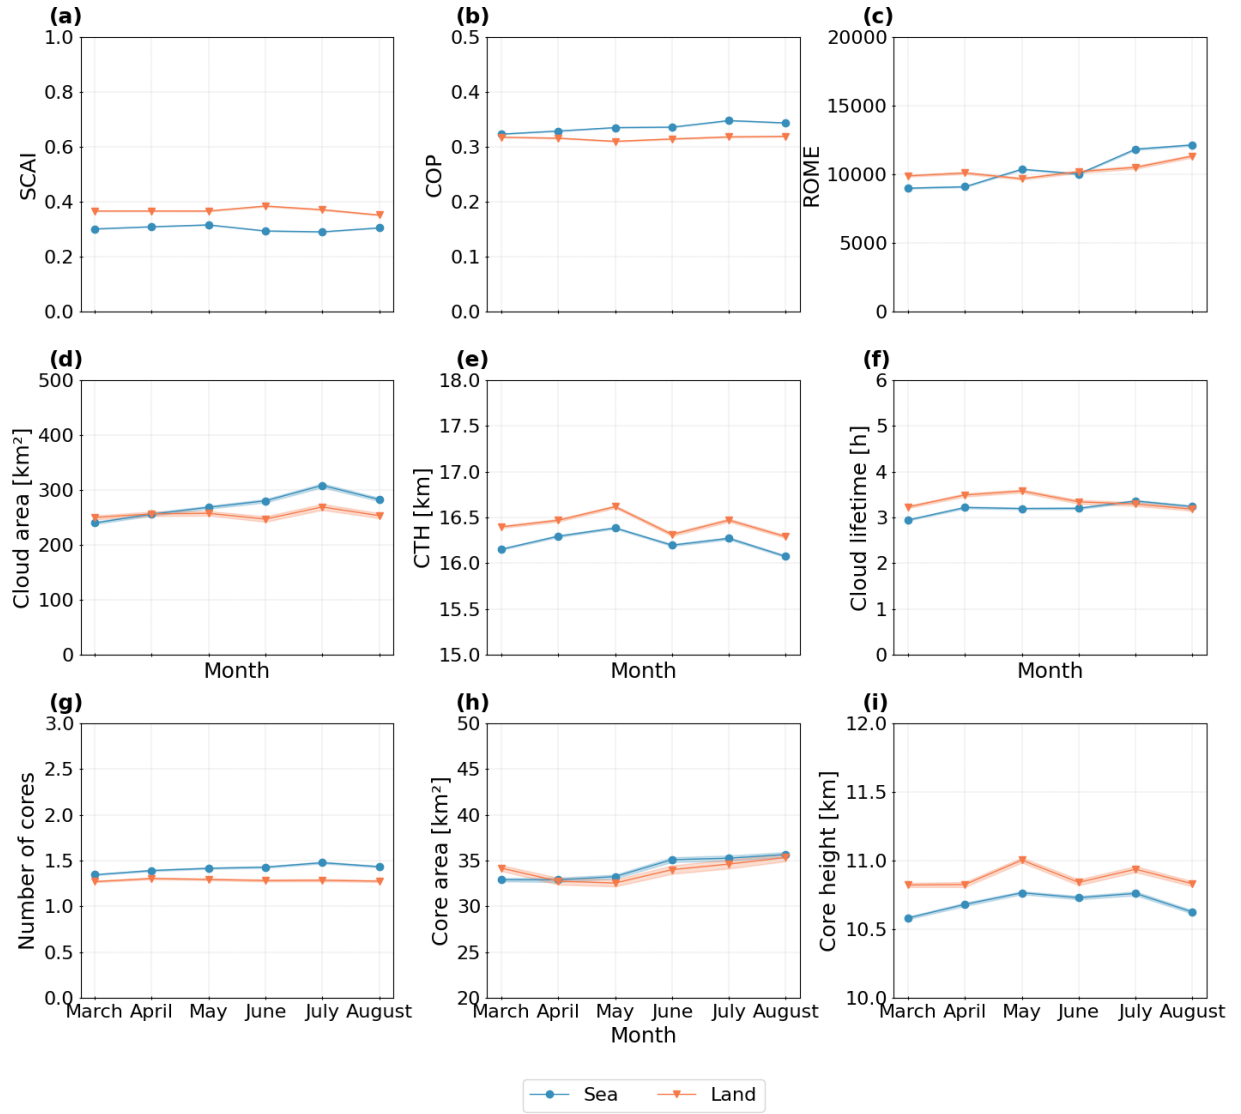 (a)
(b)
(c)
1.0
0.8
0.6
0.4
0.2
0.0
SCAI
0.5
0.4
0.3
0.2
0.1
0.0
COP
20000
15000
10000
5000
0
ROME
(d)
(e)
(f)
500
400
300
200
100
0
Cloud area [km²]
Month
18.0
17.5
17.0
16.5
16.0
15.5
15.0
CTH [km]
Month
6
5
4
3
2
1
0
Cloud lifetime [h]
Month
(g)
(h)
(i)
3.0
2.5
2.0
1.5
1.0
0.5
0.0
Number of cores
March April May June July August
50
45
40
35
30
25
20
Core area [km²]
March April May June July August
Month
12.0
11.5
11.0
10.5
10.0
Core height [km]
March April May June July August
Sea Land